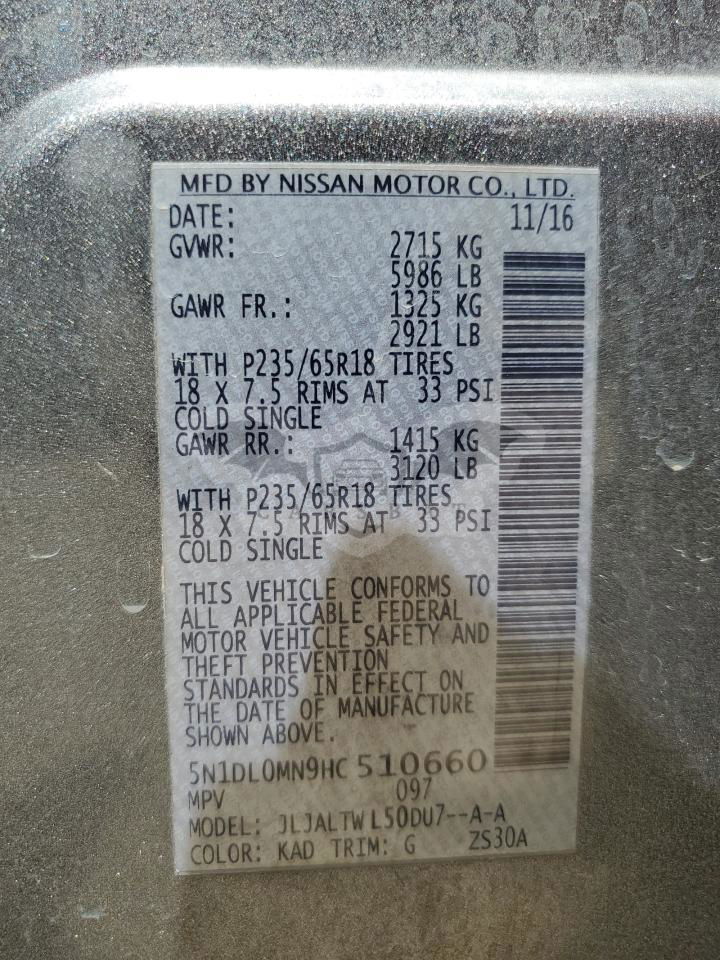 MFD BY NISSAN MOTOR CO., LTD.
DATE: 11/16
GVWR: 2715 KG
5986 LB
GAWR FR.: 1325 KG
2921 LB
WITH P235/65R18 TIRES
18 X 7.5 RIMS AT 33 PSI
COLD SINGLE
GAWR RR.: 1415 KG
3120 LB
WITH P235/65R18 TIRES
18 X 7.5 RIMS AT 33 PSI
COLD SINGLE
THIS VEHICLE CONFORMS TO
ALL APPLICABLE FEDERAL
MOTOR VEHICLE SAFETY AND
THEFT PREVENTION
STANDARDS IN EFFECT ON
THE DATE OF MANUFACTURE
SHOWN ABOVE.
5N1DL0MN9HC 510660
MPV 097
MODEL: JLJALTW L50DU7--A-A
COLOR: KAD TRIM: G ZS30A